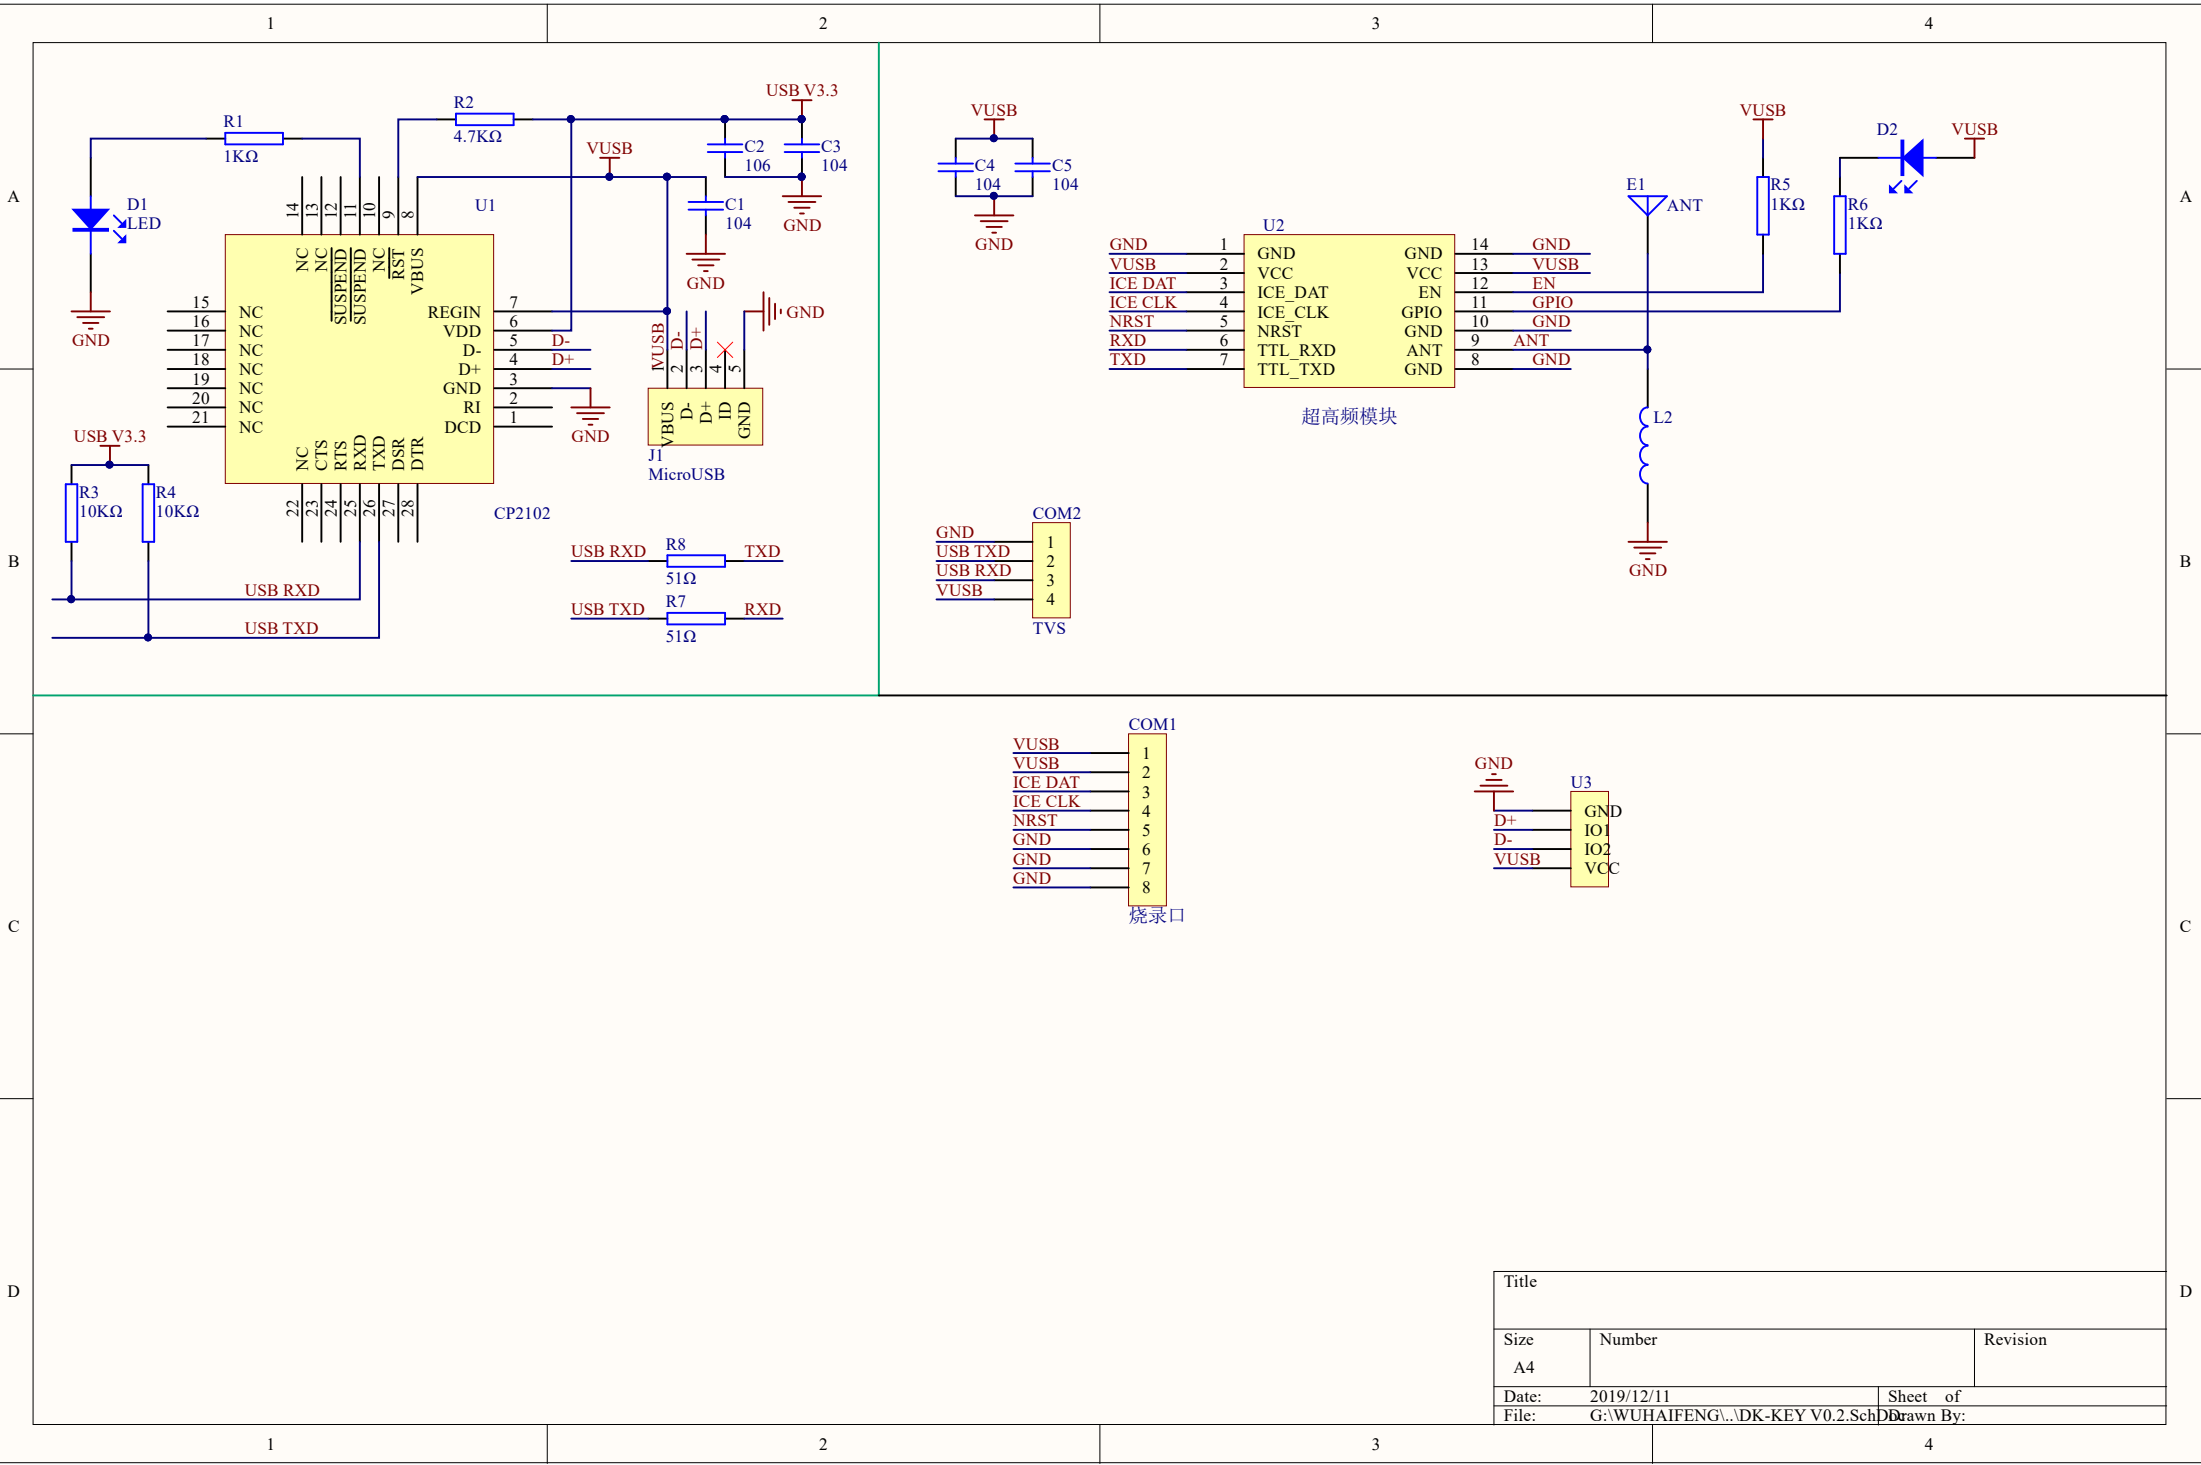 1
2
3
4
A
B
C
D
A
B
C
D
R1
1KΩ
D1
LED
GND
R2
4.7KΩ
USB V3.3
VUSB
C2
106
C3
104
GND
C1
104
GND
U1
14
13
12
11
10
9
8
NC
NC
SUSPEND
SUSPEND
NC
RST
VBUS
15 NC
16 NC
17 NC
18 NC
19 NC
20 NC
21 NC
REGIN 7
VDD 6
D- 5 D-
D+ 4 D+
GND 3
RI 2
DCD 1
GND
NC
CTS
RTS
RXD
TXD
DSR
DTR
22
23
24
25
26
27
28
CP2102
VUSB
D-
D+
1
2
3
4
5
GND
VBUS
D-
D+
ID
GND
J1
MicroUSB
USB V3.3
R3
10KΩ
R4
10KΩ
USB RXD
USB TXD
USB RXD R8 TXD
51Ω
USB TXD R7 RXD
51Ω
VUSB
C4
104
C5
104
GND
U2
GND 1 GND
VUSB 2 VCC
ICE DAT 3 ICE_DAT
ICE CLK 4 ICE_CLK
NRST 5 NRST
RXD 6 TTL_RXD
TXD 7 TTL_TXD
GND 14 GND
VCC 13 VUSB
EN 12 EN
GPIO 11 GPIO
GND 10 GND
ANT 9 ANT
GND 8 GND
超高频模块
E1
ANT
VUSB
R5
1KΩ
D2
VUSB
R6
1KΩ
L2
GND
COM2
GND 1
USB TXD 2
USB RXD 3
VUSB 4
TVS
COM1
VUSB 1
VUSB 2
ICE DAT 3
ICE CLK 4
NRST 5
GND 6
GND 7
GND 8
烧录口
GND
U3
GND
D+ IO1
D- IO2
VUSB VCC
Title
Size
A4
Number
Revision
Date: 2019/12/11
Sheet of
File: G:\WUHAIFENG\..\DK-KEY V0.2.SchDoc
Drawn By:
1
2
3
4